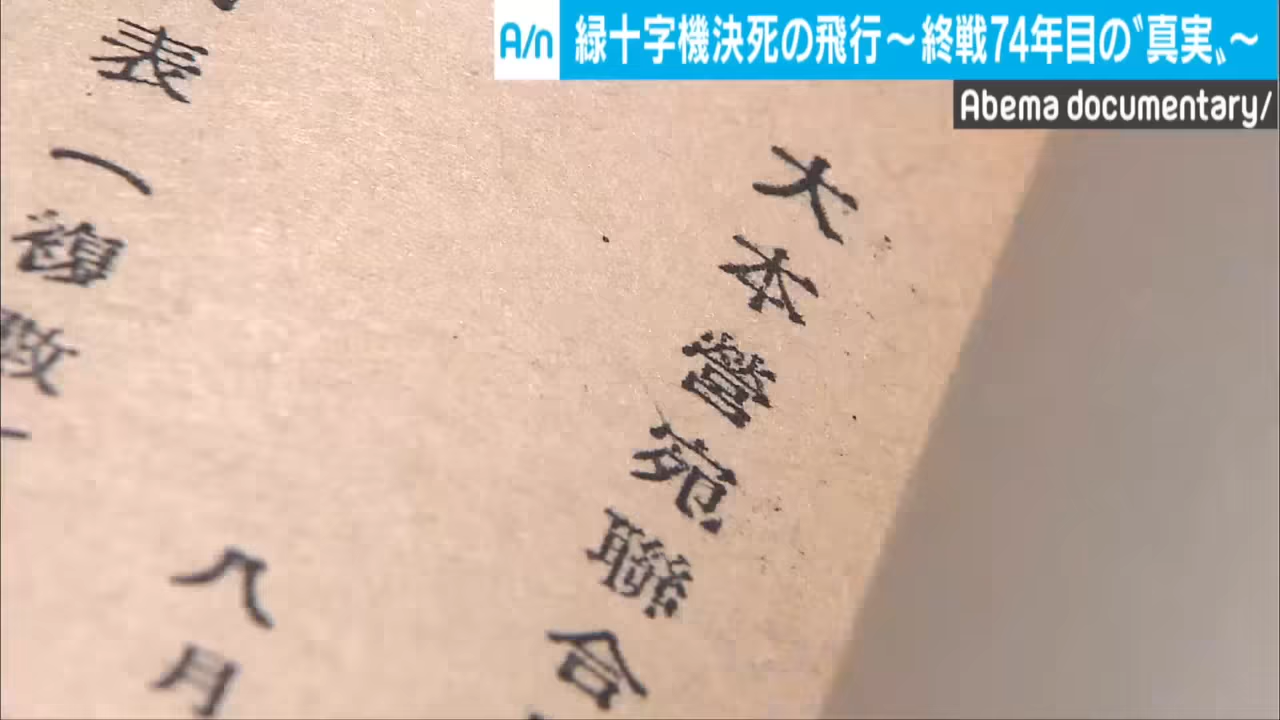 A/n
緑十字機決死の飛行～終戦74年目の〝真実〟～
Abema documentary/
大本營宛聯合
八月
表一複數